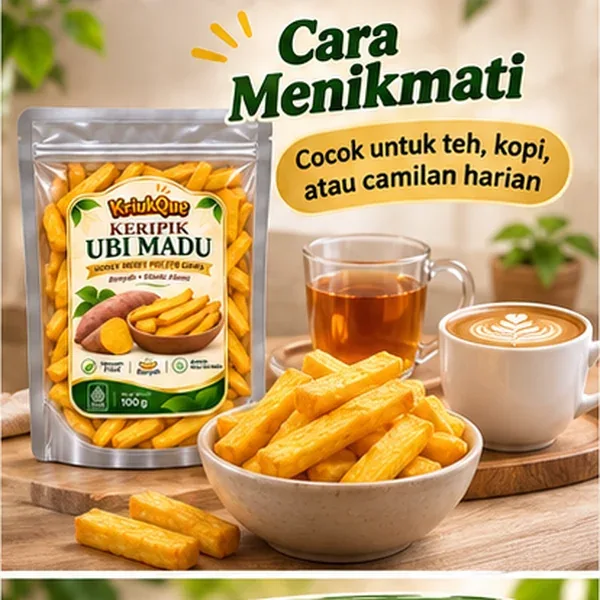 Cara
Menikmati
Cocok untuk teh, kopi,
atau camilan harian
KriukQue
KERIPIK
UBI MADU
100 g